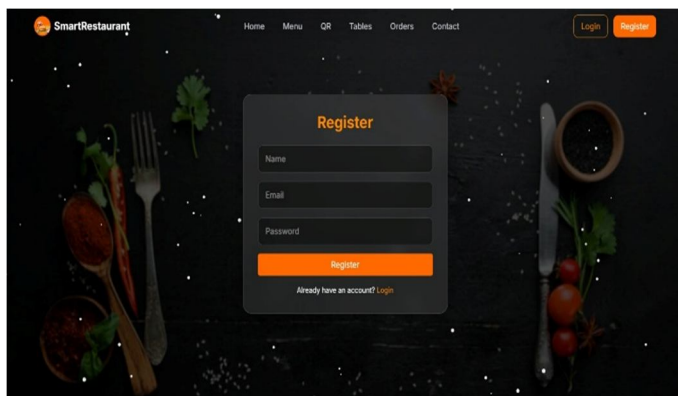 SmartRestaurant Home Menu QR Tables Orders Contact Login Register
Register
Name
Email
Password
Register
Already have an account? Login